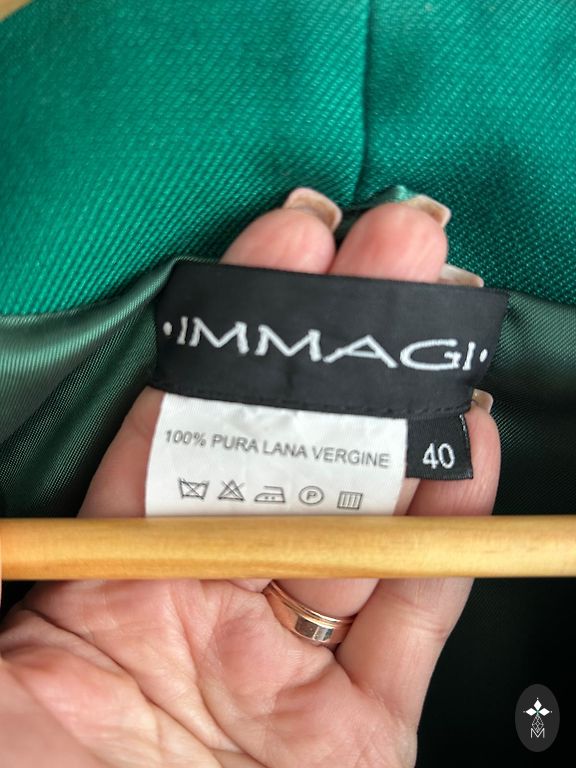 ·IMMAGI·
100% PURA LANA VERGINE
40
P
M